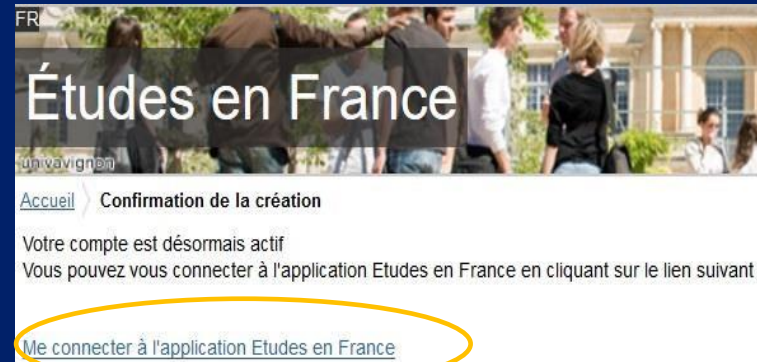 FR
Études en France
univavignon
Accueil Confirmation de la création
Votre compte est désormais actif
Vous pouvez vous connecter à l'application Etudes en France en cliquant sur le lien suivant
Me connecter à l'application Etudes en France